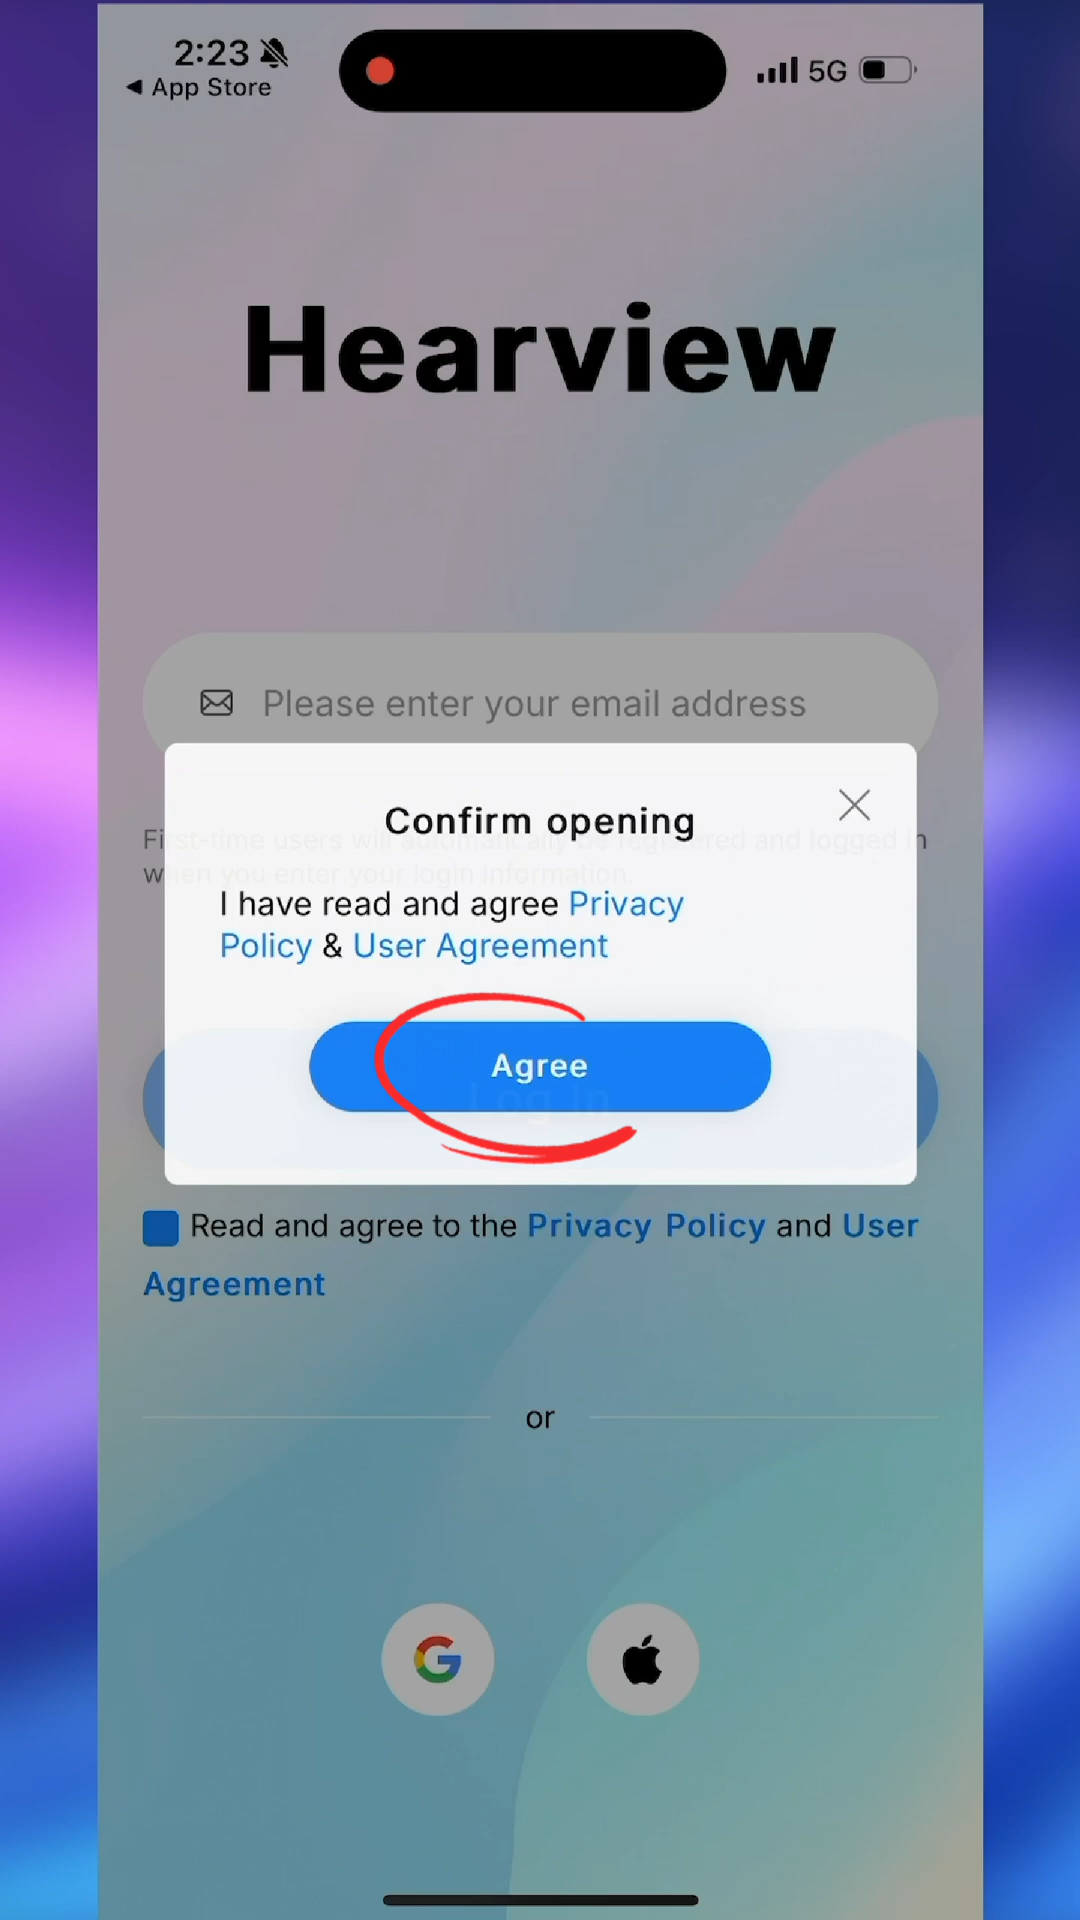 2:23
5G
◀ App Store
Hearview
Please enter your email address
Confirm opening
First-time users will automatically be registered and logged in
when you enter your login information.
I have read and agree Privacy
Policy & User Agreement
Agree
Log In
Read and agree to the Privacy Policy and User
Agreement
or